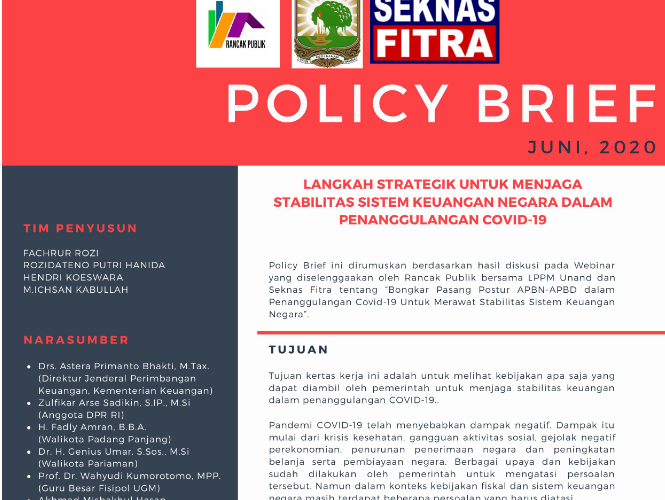 RANCAK PUBLIK
SEKNAS
FITRA
POLICY BRIEF
JUNI, 2020
TIM PENYUSUN
FACHRUR ROZI
ROZIDATENO PUTRI HANIDA
HENDRI KOESWARA
M.ICHSAN KABULLAH
NARASUMBER
Drs. Astera Primanto Bhakti, M.Tax.
(Direktur Jenderal Perimbangan
Keuangan, Kementerian Keuangan)
Zulfikar Arse Sadikin, S.IP., M.Si
(Anggota DPR RI)
H. Fadly Amran, B.B.A.
(Walikota Padang Panjang)
Dr. H. Genius Umar, S.Sos., M.Si
(Walikota Pariaman)
Prof. Dr. Wahyudi Kumorotomo, MPP.
(Guru Besar Fisipol UGM)
Akhmad Misbakhul Hasan
LANGKAH STRATEGIK UNTUK MENJAGA
STABILITAS SISTEM KEUANGAN NEGARA DALAM
PENANGGULANGAN COVID-19
Policy Brief ini dirumuskan berdasarkan hasil diskusi pada Webinar
yang diselenggaakan oleh Rancak Publik bersama LPPM Unand dan
Seknas Fitra tentang "Bongkar Pasang Postur APBN-APBD dalam
Penanggulangan Covid-19 Untuk Merawat Stabilitas Sistem Keuangan
Negara".
TUJUAN
Tujuan kertas kerja ini adalah untuk melihat kebijakan apa saja yang
dapat diambil oleh pemerintah untuk menjaga stabilitas keuangan
dalam penanggulangan COVID-19..
Pandemi COVID-19 telah menyebabkan dampak negatif. Dampak itu
mulai dari krisis kesehatan, gangguan aktivitas sosial, gejolak negatif
perekonomian, penurunan penerimaan negara dan peningkatan
belanja serta pembiayaan negara. Berbagai upaya dan kebijakan
sudah dilakukan oleh pemerintah untuk mengatasi persoalan
tersebut. Namun dalam konteks kebijakan fiskal dan sistem keuangan
negara masih terdapat beberapa persoalan yang harus diatasi.